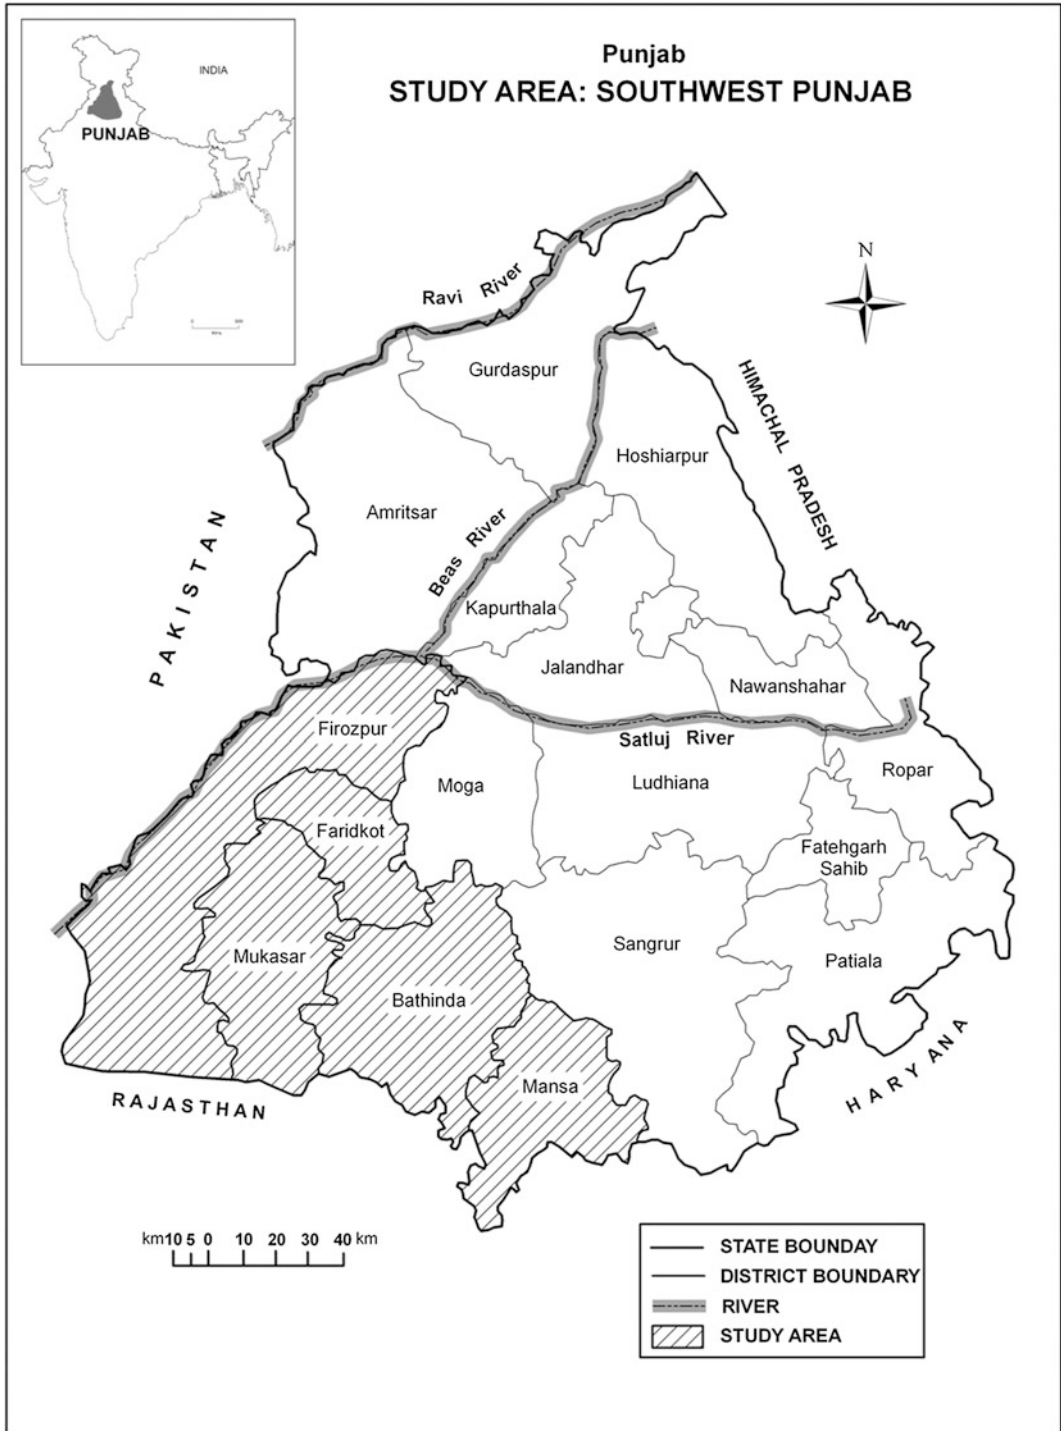 Punjab
STUDY AREA: SOUTHWEST PUNJAB
INDIA
PUNJAB
N
Ravi River
Gurdaspur
HIMACHAL PRADESH
Hoshiarpur
Amritsar
Beas River
PAKISTAN
Kapurthala
Jalandhar
Nawanshahar
Firozpur
Satluj River
Moga
Ludhiana
Ropar
Faridkot
Fatehgarh
Sahib
Mukasar
Sangrur
Patiala
Bathinda
Mansa
HARYANA
RAJASTHAN
km10 5 0 10 20 30 40 km
STATE BOUNDAY
DISTRICT BOUNDARY
RIVER
STUDY AREA